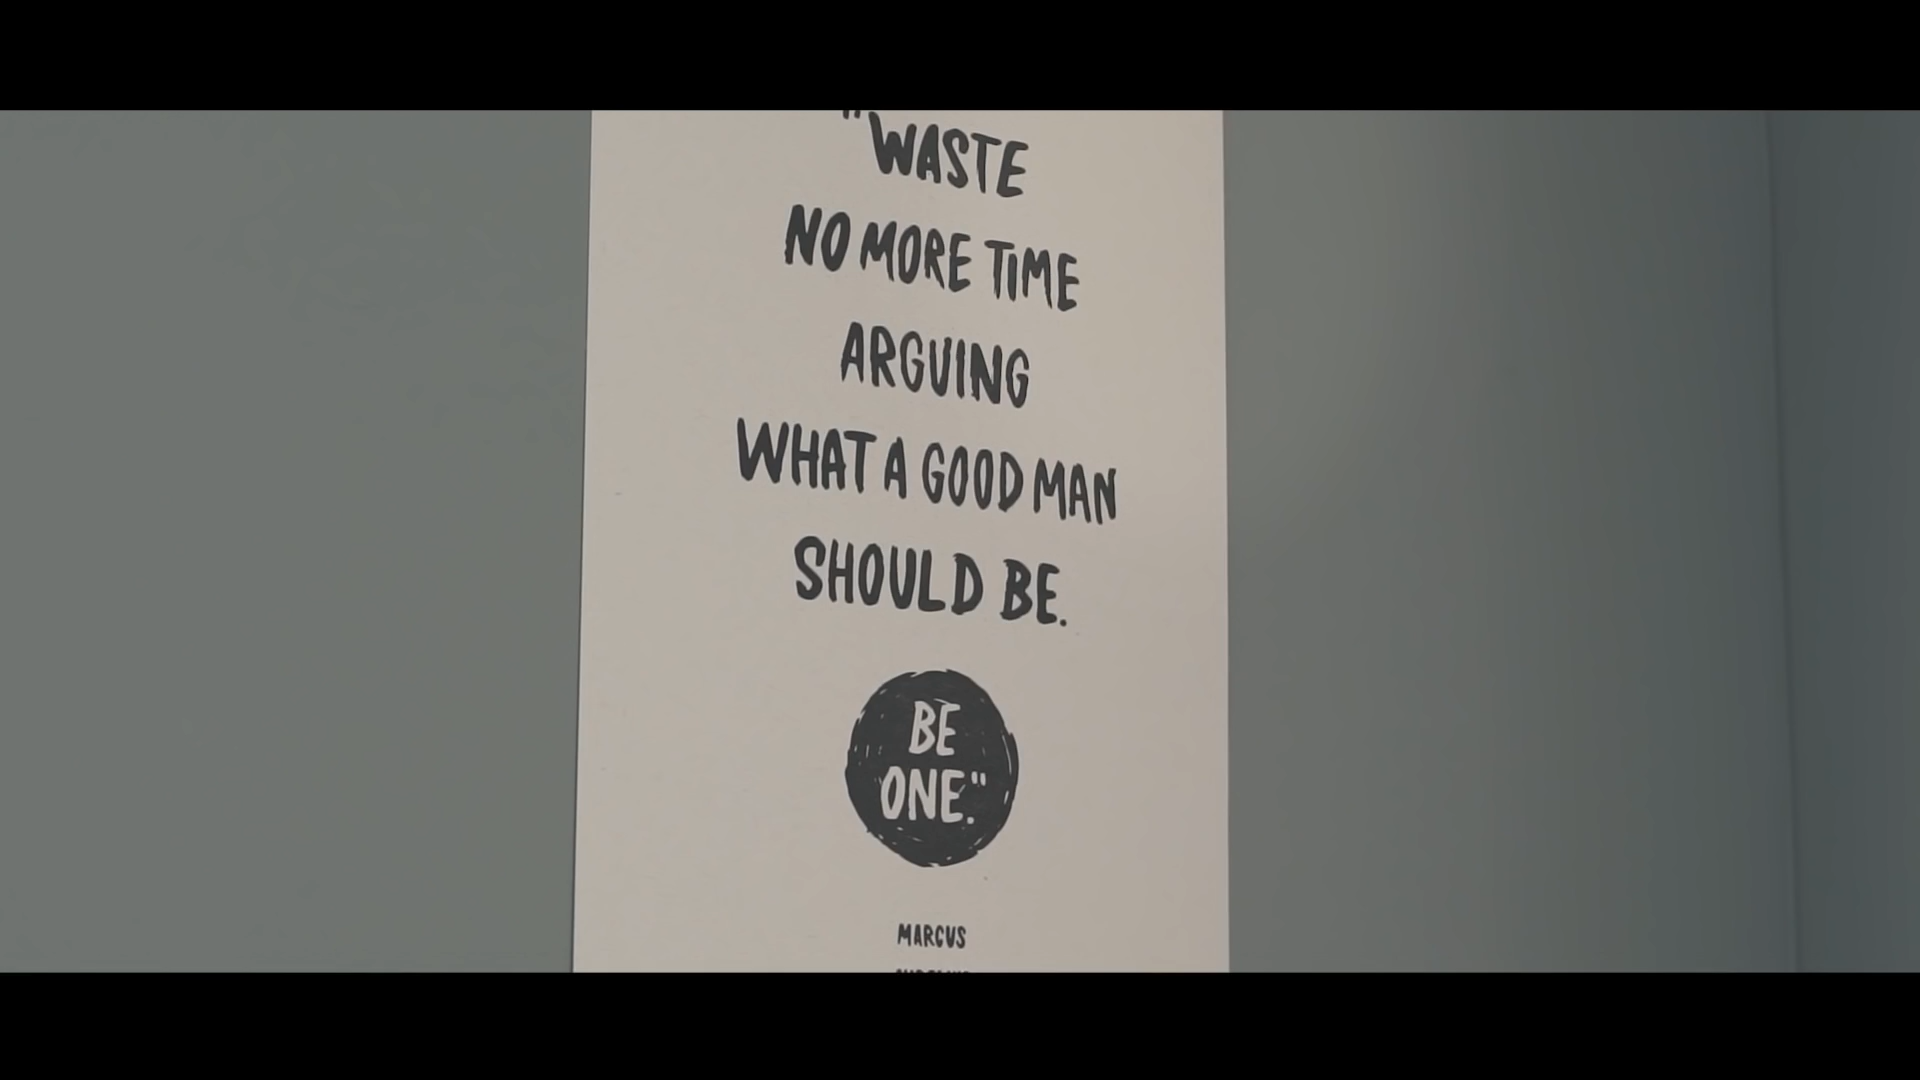 "WASTE
NO MORE TIME
ARGUING
WHAT A GOOD MAN
SHOULD BE.
BE
ONE."
MARCUS